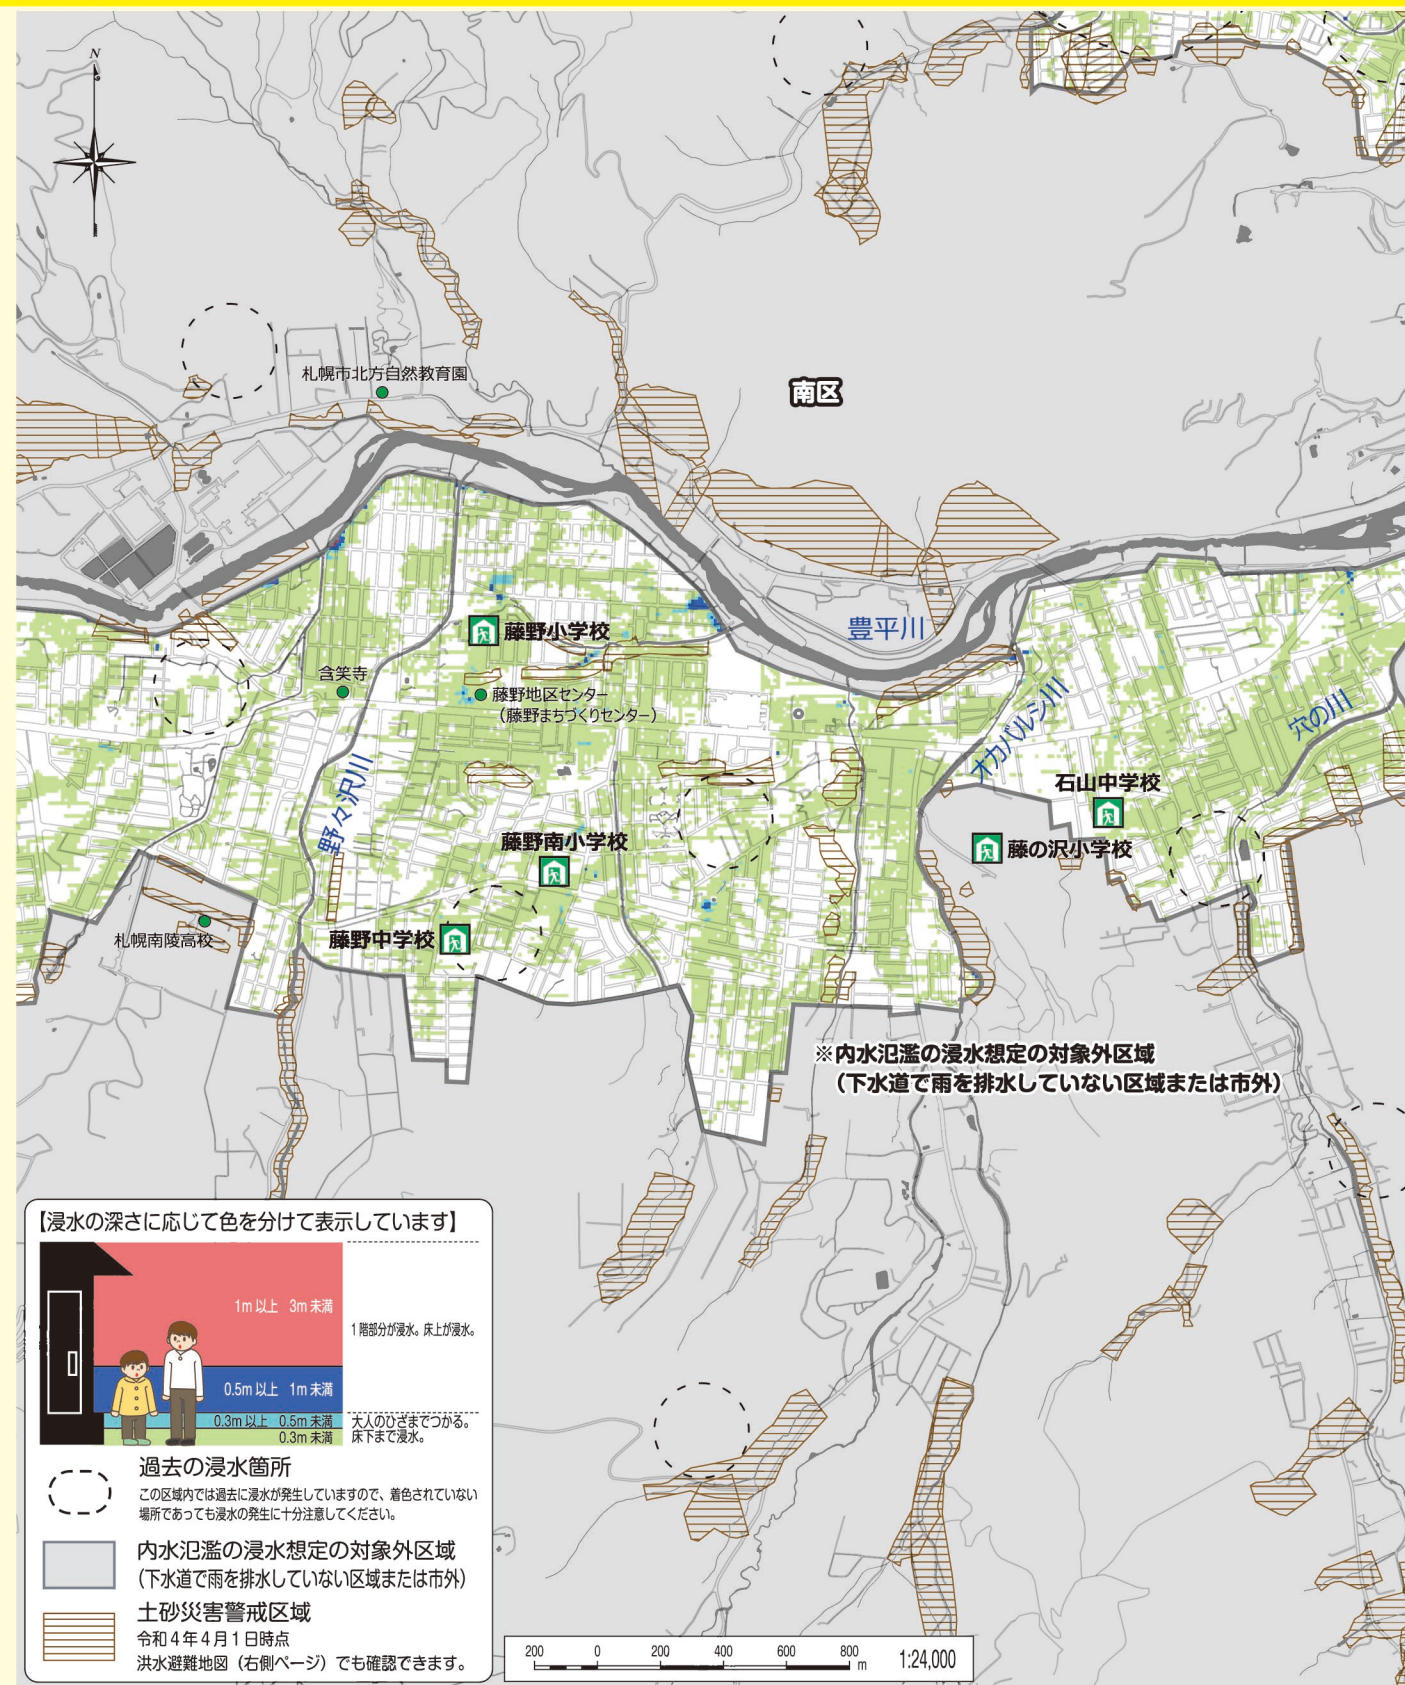 N
札幌市北方自然教育園
南区
豊平川
藤野小学校
含笑寺
藤野地区センター
(藤野まちづくりセンター)
オカバルシ川
穴の川
野々沢川
石山中学校
藤野南小学校
藤の沢小学校
藤野中学校
札幌南陵高校
※内水氾濫の浸水想定の対象外区域
(下水道で雨を排水していない区域または市外)
【浸水の深さに応じて色を分けて表示しています】
1m 以上 3m 未満
1階部分が浸水。床上が浸水。
0.5m 以上 1m 未満
0.3m 以上 0.5m 未満
大人のひざまでつかる。
0.3m 未満
床下まで浸水。
過去の浸水箇所
この区域内では過去に浸水が発生していますので、着色されていない
場所であっても浸水の発生に十分注意してください。
内水氾濫の浸水想定の対象外区域
(下水道で雨を排水していない区域または市外)
土砂災害警戒区域
令和4年4月1日時点
洪水避難地図(右側ページ)でも確認できます。
200 0 200 400 600 800 m
1:24,000